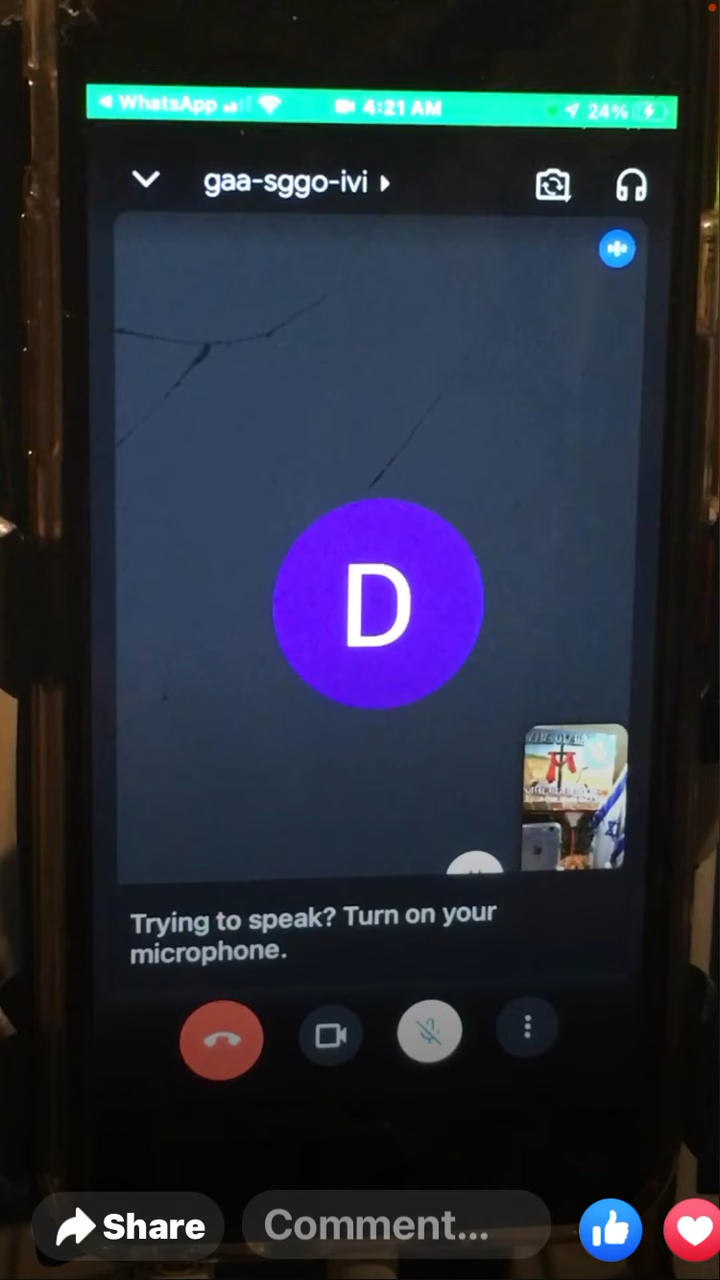 WhatsApp 4:21 AM 24%
gaa-sggo-ivi
D
Trying to speak? Turn on your
microphone.
Share Comment...